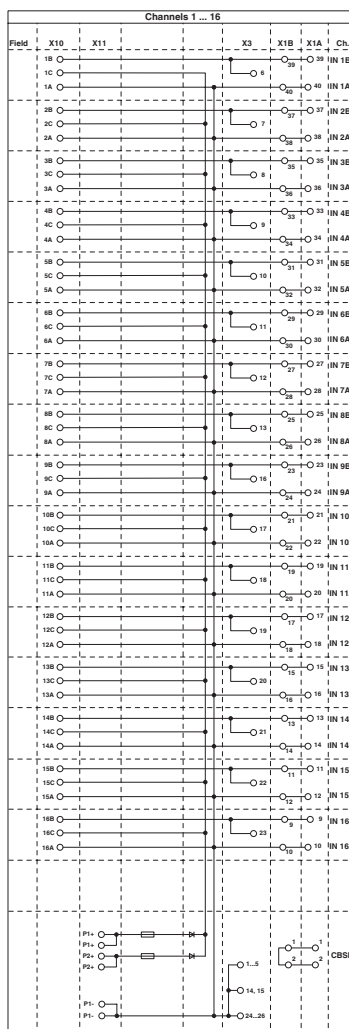 Channels 1 ... 16
Field X10 X11 X3 X1B X1A Ch.
1B 39 39 IN 1B
1C 6
1A 40 40 IN 1A
2B 37 37 IN 2B
2C 7
2A 38 38 IN 2A
3B 35 35 IN 3B
3C 8
3A 36 36 IN 3A
4B 33 33 IN 4B
4C 9
4A 34 34 IN 4A
5B 31 31 IN 5B
5C 10
5A 32 32 IN 5A
6B 29 29 IN 6B
6C 11
6A 30 30 IN 6A
7B 27 27 IN 7B
7C 12
7A 28 28 IN 7A
8B 25 25 IN 8B
8C 13
8A 26 26 IN 8A
9B 23 23 IN 9B
9C 16
9A 24 24 IN 9A
10B 21 21 IN 10
10C 17
10A 22 22 IN 10
11B 19 19 IN 11
11C 18
11A 20 20 IN 11
12B 17 17 IN 12
12C 19
12A 18 18 IN 12
13B 15 15 IN 13
13C 20
13A 16 16 IN 13
14B 13 13 IN 14
14C 21
14A 14 14 IN 14
15B 11 11 IN 15
15C 22
15A 12 12 IN 15
16B 9 9 IN 16
16C 23
16A 10 10 IN 16
P1+
P1+ 1 1
P2+ CBS
P2+ 1...5 2 2
14, 15
P1-
P1- 24...26